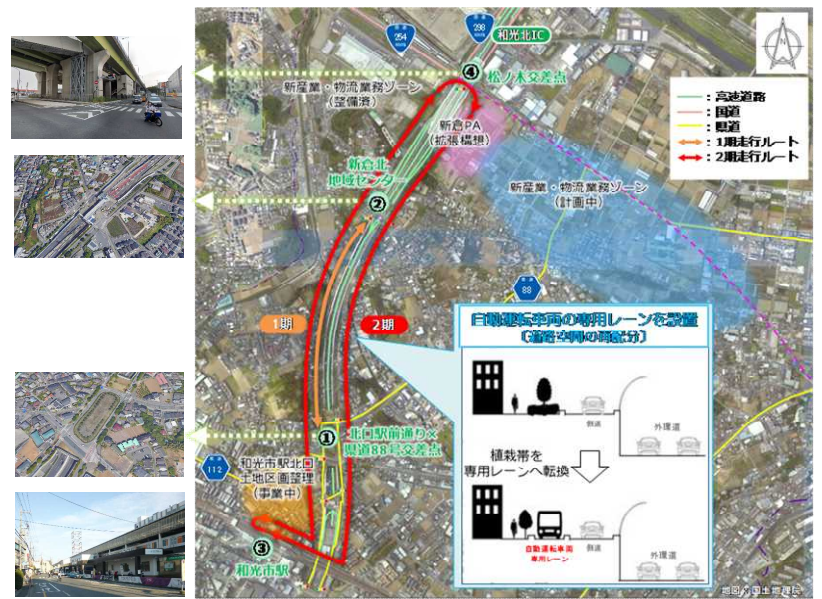 国道
254
国道
298
和光北IC
④
松ノ木交差点
新産業・物流業務ゾーン
(整備済)
新倉PA
(拡張構想)
:高速道路
:国道
:県道
:1期走行ルート
:2期走行ルート
新倉北
地域センター
②
新産業・物流業務ゾーン
(計画中)
88
1期
2期
自動運転車両の専用レーンを設置
〔道路空間の再配分〕
側道
外環道
植栽帯を
専用レーンへ転換
自動運転車両
専用レーン
側道
外環道
①
北口駅前通り×
県道88号交差点
112
和光市駅北口
土地区画整理
(事業中)
③
和光市駅
地図:国土地理院